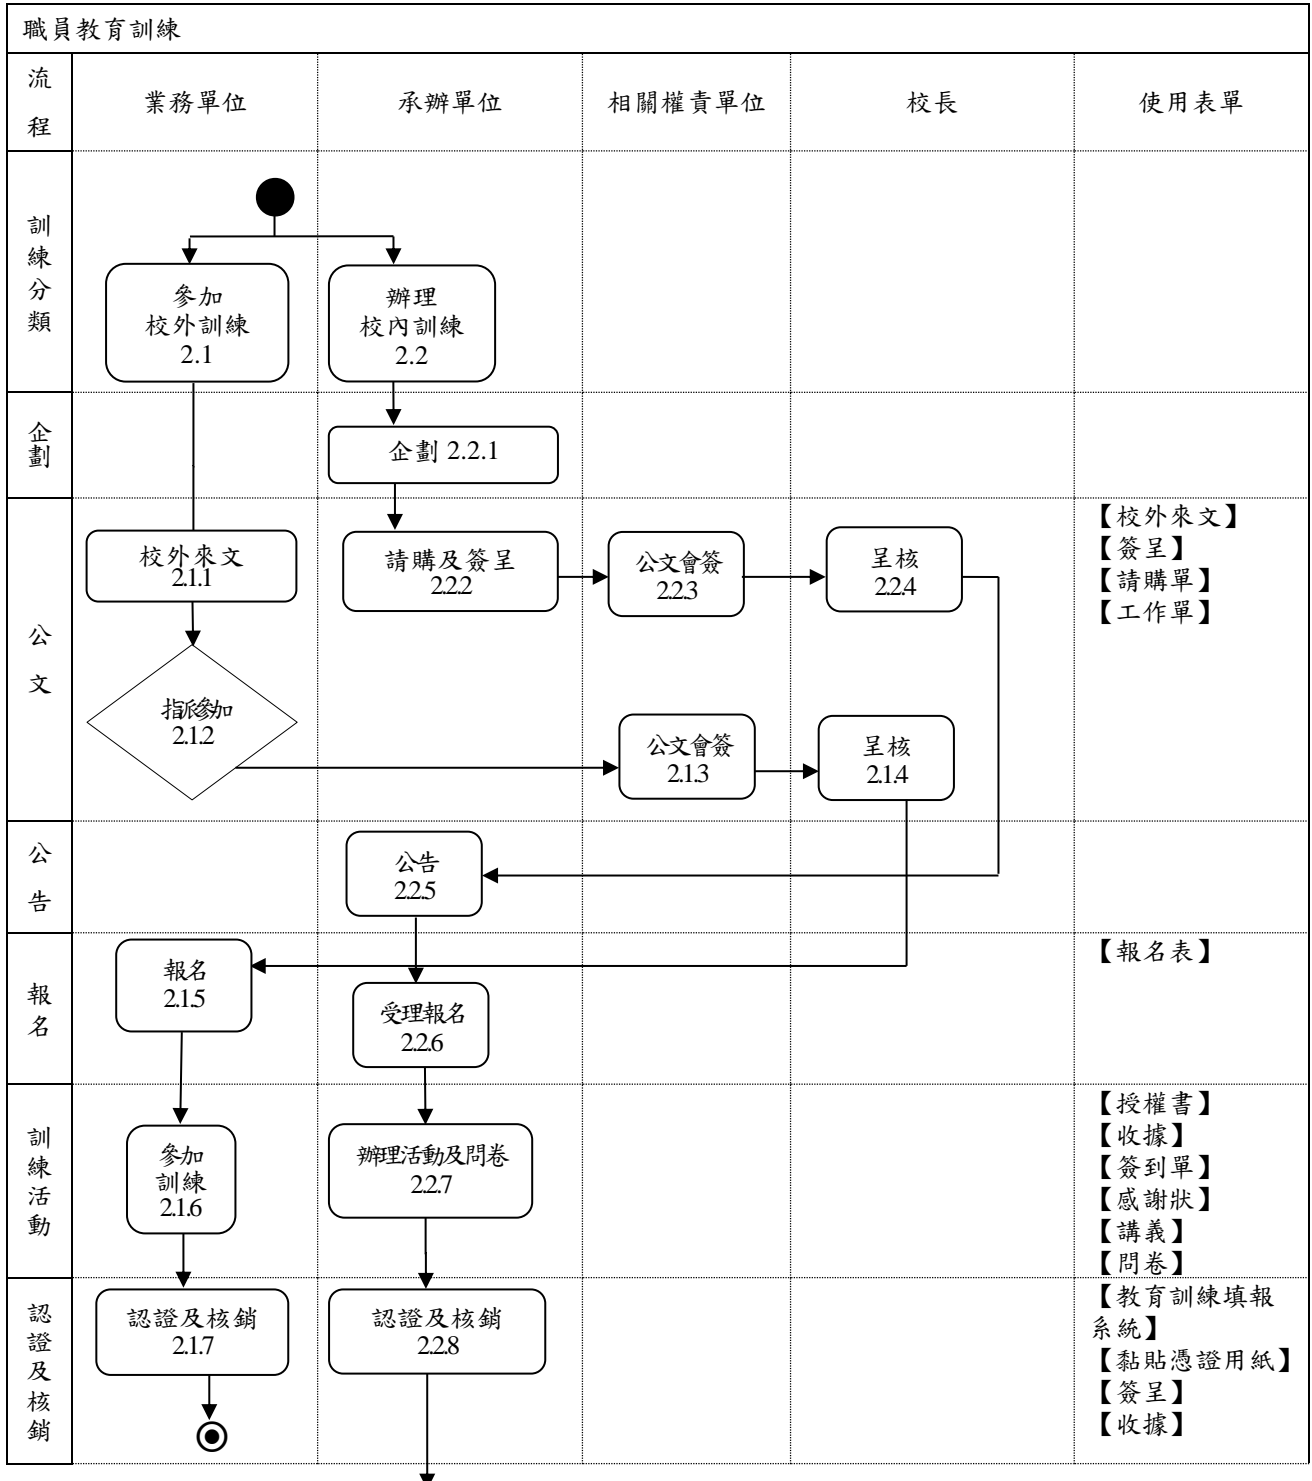 職員教育訓練
流
程
業務單位
承辦單位
相關權責單位
校長
使用表單
訓
練
分
類
參加
校外訓練
2.1
辦理
校內訓練
2.2
企
劃
企劃 2.2.1
公
文
校外來文
2.1.1
請購及簽呈
2.2.2
公文會簽
2.2.3
呈核
2.2.4
【校外來文】
【簽呈】
【請購單】
【工作單】
指派參加
2.1.2
公文會簽
2.1.3
呈核
2.1.4
公
告
公告
2.2.5
報
名
報名
2.1.5
受理報名
2.2.6
【報名表】
訓
練
活
動
參加
訓練
2.1.6
辦理活動及問卷
2.2.7
【授權書】
【收據】
【簽到單】
【感謝狀】
【講義】
【問卷】
認
證
及
核
銷
認證及核銷
2.1.7
認證及核銷
2.2.8
【教育訓練填報
系統】
【黏貼憑證用紙】
【簽呈】
【收據】